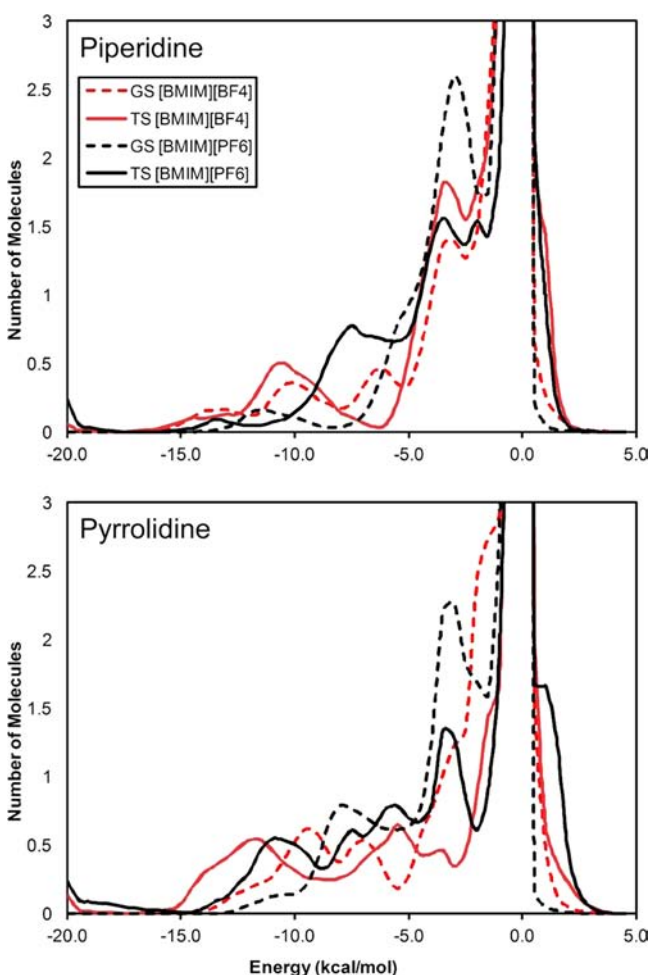 Piperidine
GS [BMIM][BF4]
TS [BMIM][BF4]
GS [BMIM][PF6]
TS [BMIM][PF6]
Number of Molecules
3
2.5
2
1.5
1
0.5
0
-20.0 -15.0 -10.0 -5.0 0.0 5.0
Pyrrolidine
Number of Molecules
3
2.5
2
1.5
1
0.5
0
-20.0 -15.0 -10.0 -5.0 0.0 5.0
Energy (kcal/mol)